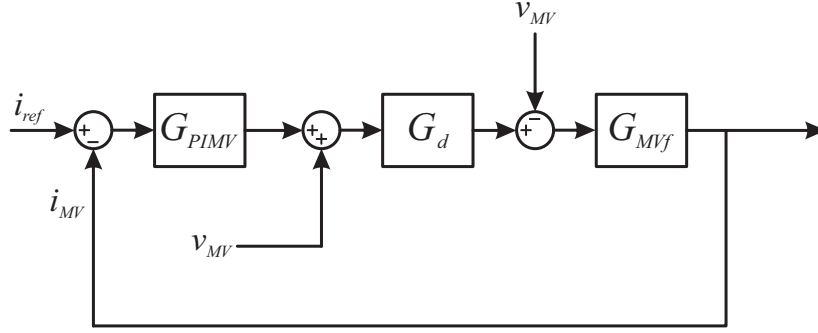 v_MV
i_ref
+
−
G_PIMV
+
+
G_d
−
+
G_MVf
i_MV
v_MV